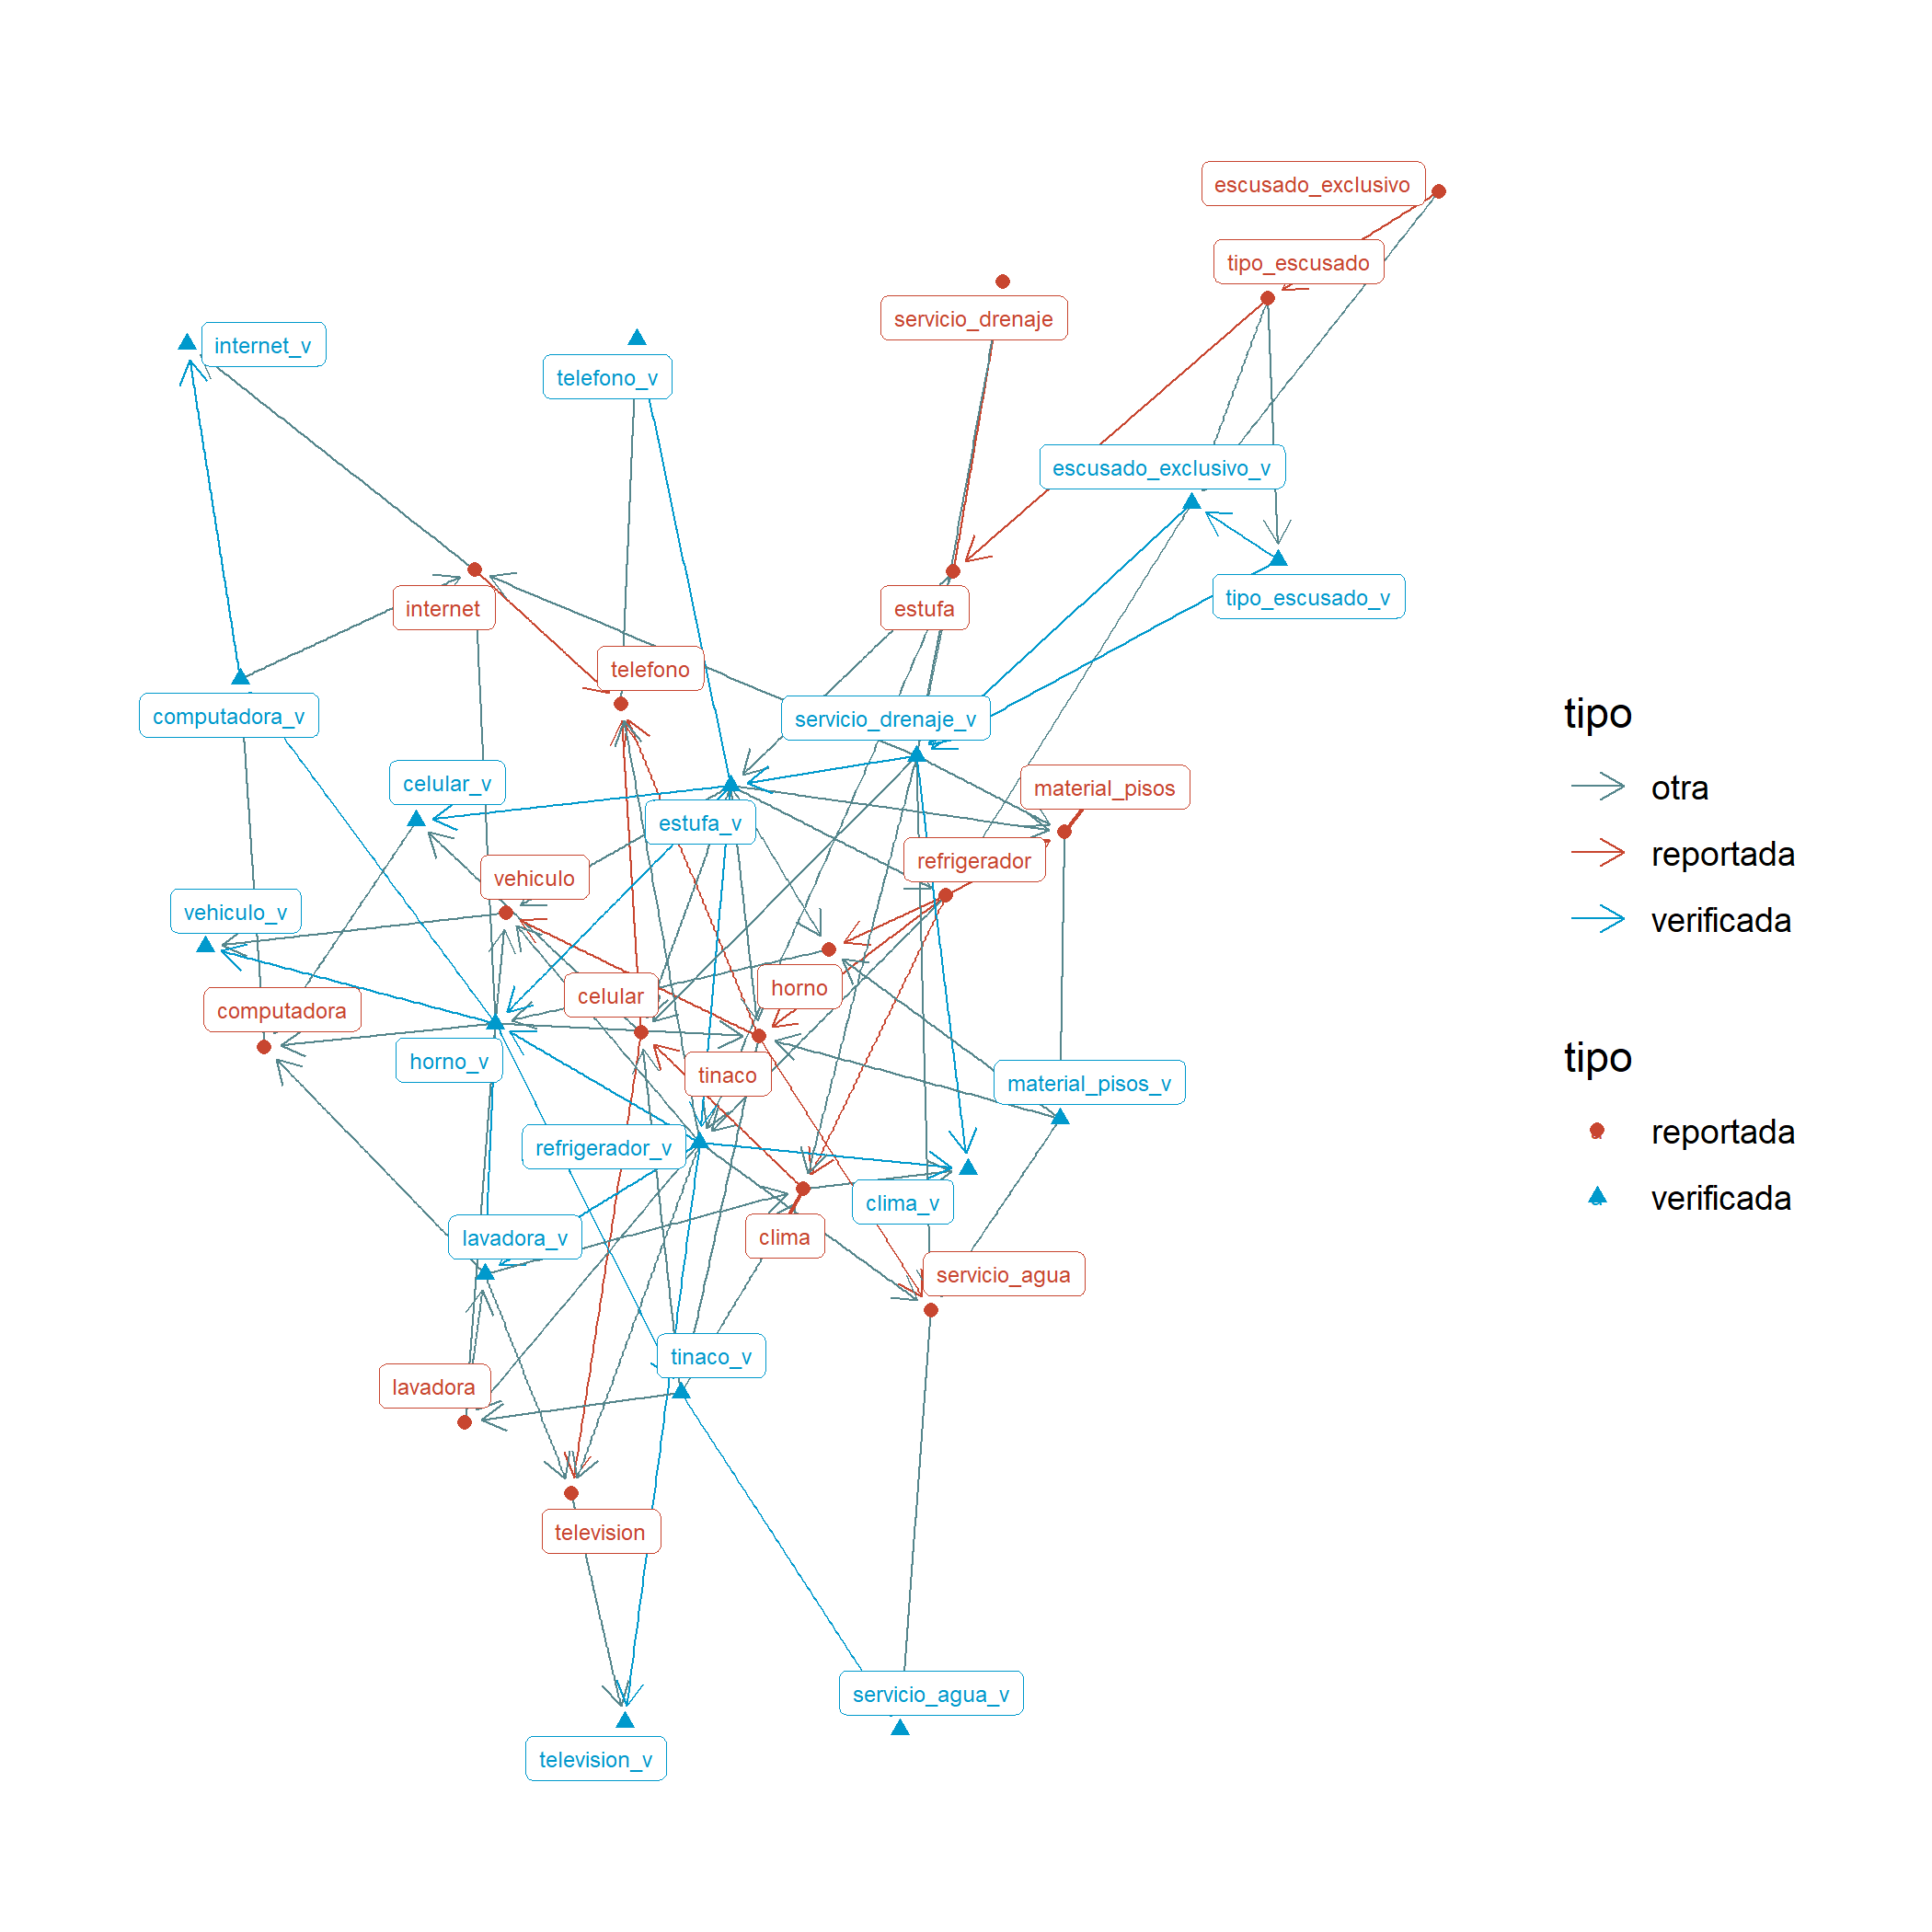 escusado_exclusivo
tipo_escusado
servicio_drenaje
internet_v
telefono_v
escusado_exclusivo_v
tipo_escusado_v
internet
estufa
telefono
computadora_v
servicio_drenaje_v
celular_v
material_pisos
estufa_v
refrigerador
vehiculo
vehiculo_v
celular
horno
computadora
horno_v
tinaco
material_pisos_v
refrigerador_v
clima_v
lavadora_v
clima
servicio_agua
tinaco_v
lavadora
television
servicio_agua_v
television_v
tipo
otra
reportada
verificada
tipo
reportada
verificada